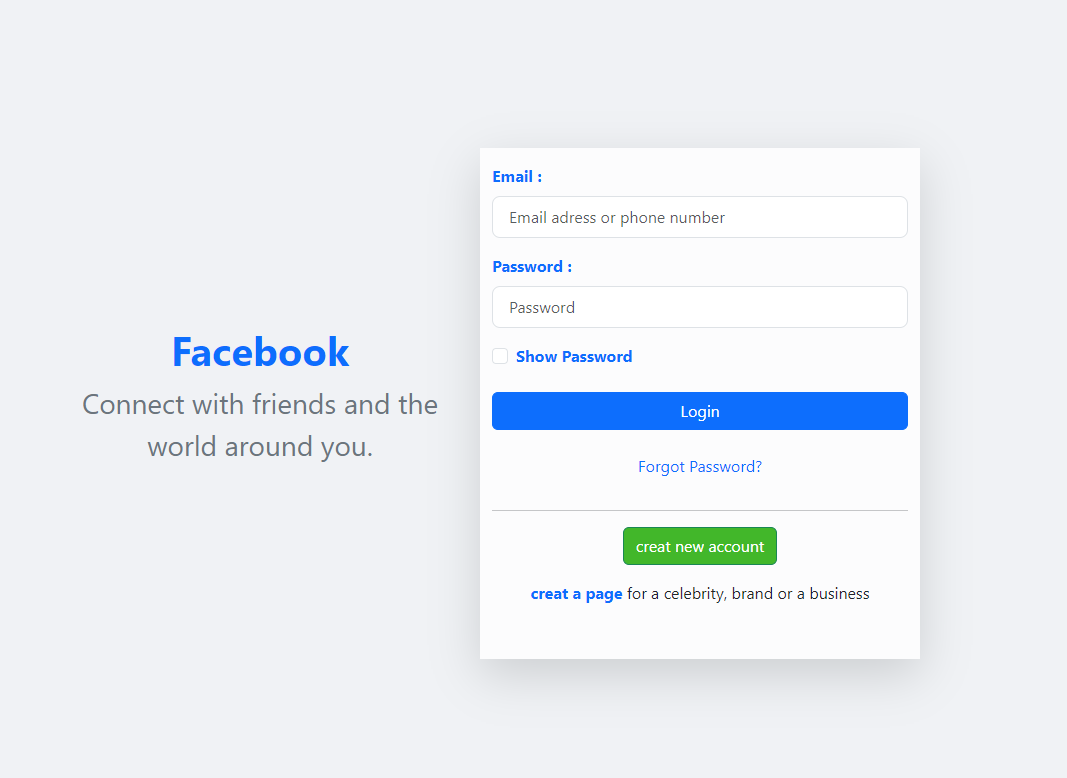 Facebook
Connect with friends and the
world around you.
Email :
Email adress or phone number
Password :
Password
Show Password
Login
Forgot Password?
creat new account
creat a page for a celebrity, brand or a business